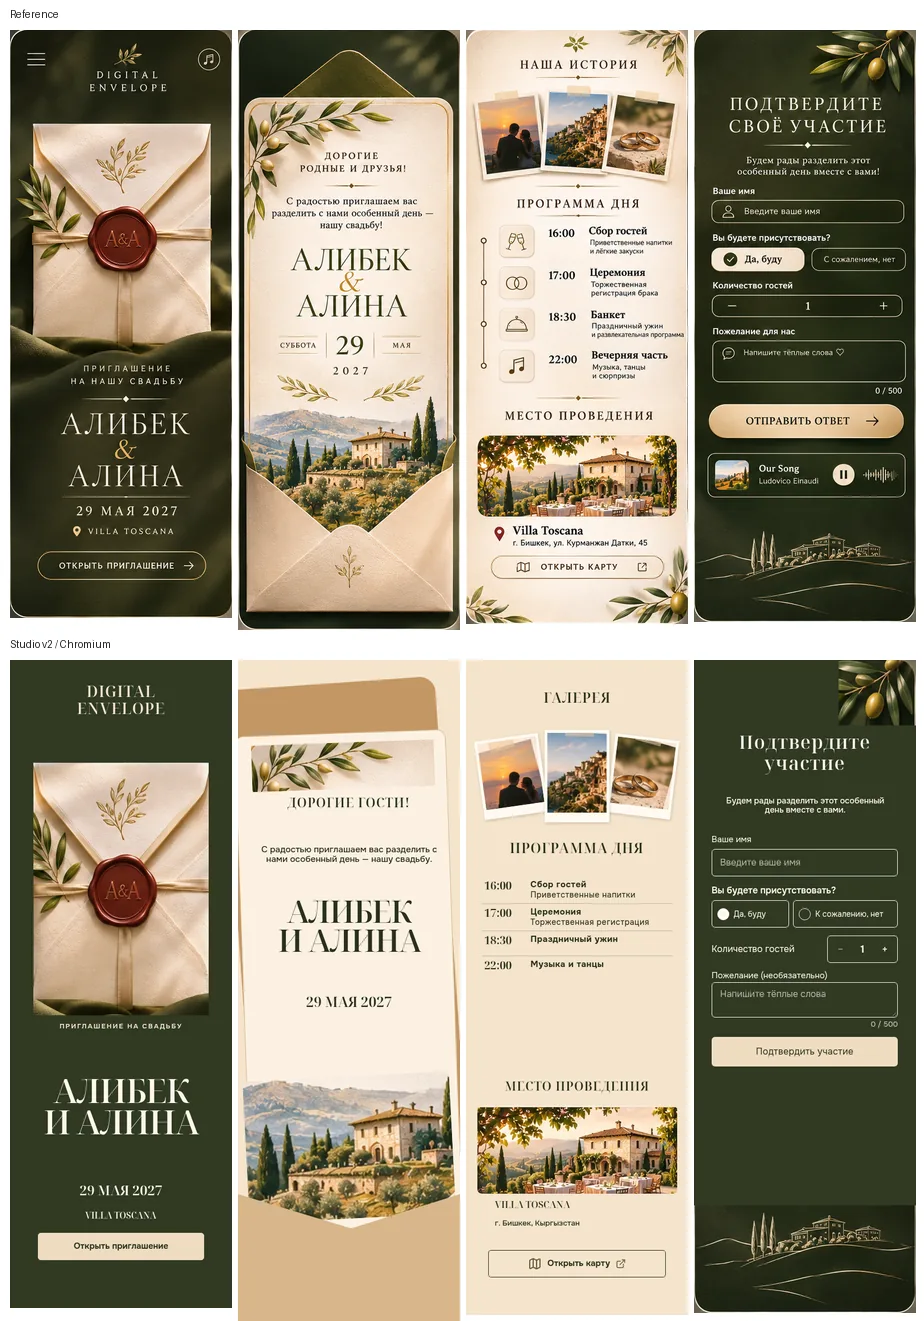 Reference
DIGITAL
ENVELOPE
A&A
ПРИГЛАШЕНИЕ
НА НАШУ СВАДЬБУ
АЛИБЕК
&
АЛИНА
29 МАЯ 2027
VILLA TOSCANA
ОТКРЫТЬ ПРИГЛАШЕНИЕ
ДОРОГИЕ
РОДНЫЕ И ДРУЗЬЯ!
С радостью приглашаем вас
разделить с нами особенный день —
нашу свадьбу!
АЛИБЕК
&
АЛИНА
СУББОТА
29
МАЯ
2027
НАША ИСТОРИЯ
ПРОГРАММА ДНЯ
16:00 Сбор гостей
Приветственные напитки
и лёгкие закуски
17:00 Церемония
Торжественная
регистрация брака
18:30 Банкет
Праздничный ужин
и развлекательная программа
22:00 Вечерняя часть
Музыка, танцы
и сюрпризы
МЕСТО ПРОВЕДЕНИЯ
Villa Toscana
г. Бишкек, ул. Курманжан Датки, 45
ОТКРЫТЬ КАРТУ
ПОДТВЕРДИТЕ
СВОЁ УЧАСТИЕ
Будем рады разделить этот
особенный день вместе с вами!
Ваше имя
Введите ваше имя
Вы будете присутствовать?
Да, буду
С сожалением, нет
Количество гостей
− 1 +
Пожелание для нас
Напишите тёплые слова ♡
0 / 500
ОТПРАВИТЬ ОТВЕТ
Our Song
Ludovico Einaudi
Studio v2 / Chromium
DIGITAL
ENVELOPE
A&A
ПРИГЛАШЕНИЕ НА СВАДЬБУ
АЛИБЕК
И АЛИНА
29 МАЯ 2027
VILLA TOSCANA
Открыть приглашение
ДОРОГИЕ ГОСТИ!
С радостью приглашаем вас разделить с
нами особенный день — нашу свадьбу.
АЛИБЕК
И АЛИНА
29 МАЯ 2027
ГАЛЕРЕЯ
ПРОГРАММА ДНЯ
16:00 Сбор гостей
Приветственные напитки
17:00 Церемония
Торжественная регистрация
18:30 Праздничный ужин
22:00 Музыка и танцы
МЕСТО ПРОВЕДЕНИЯ
VILLA TOSCANA
г. Бишкек, Кыргызстан
Открыть карту
Подтвердите
участие
Будем рады разделить этот особенный
день вместе с вами.
Ваше имя
Введите ваше имя
Вы будете присутствовать?
Да, буду
К сожалению, нет
Количество гостей
− 1 +
Пожелание (необязательно)
Напишите тёплые слова
0 / 500
Подтвердить участие